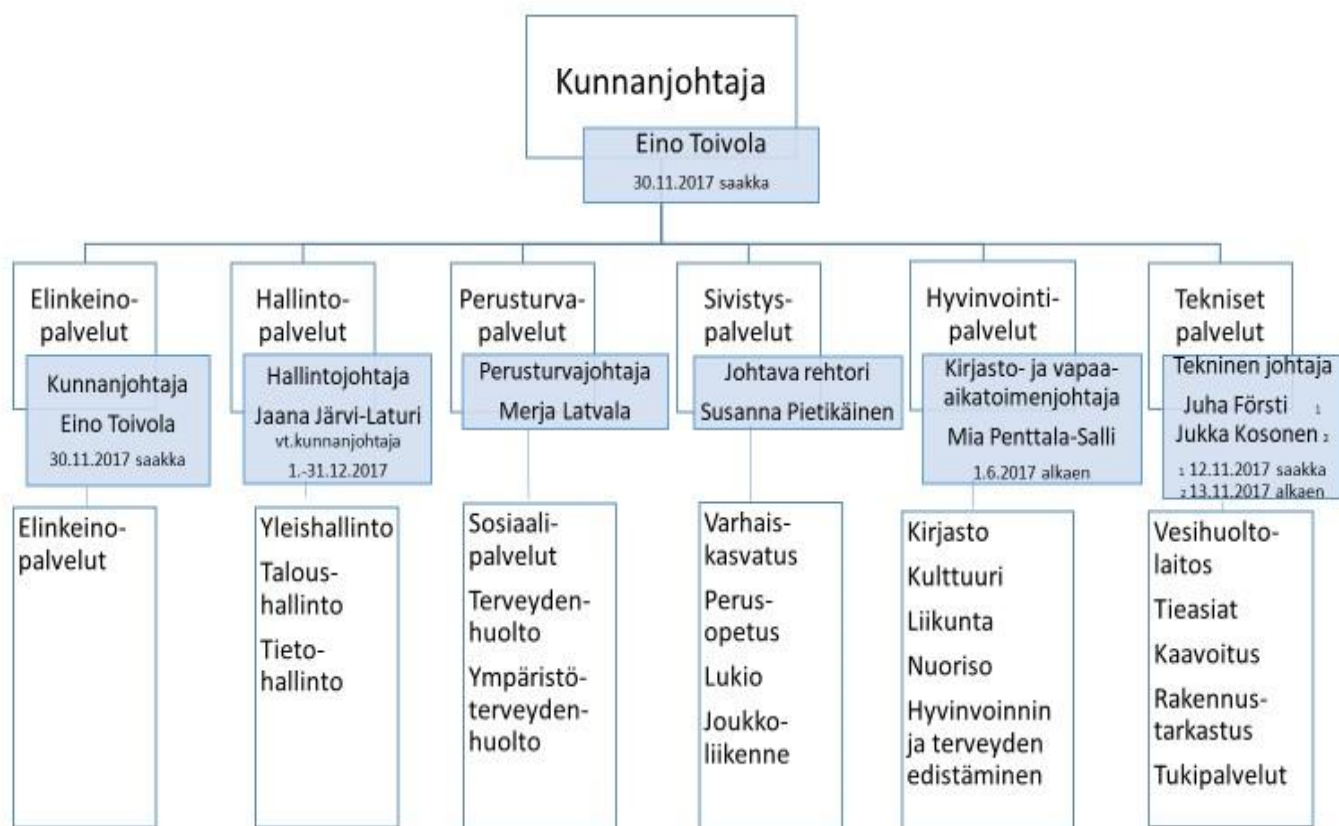 Kunnanjohtaja
Eino Toivola
30.11.2017 saakka
Elinkeino-
palvelut
Kunnanjohtaja
Eino Toivola
30.11.2017 saakka
Elinkeino-
palvelut
Hallinto-
palvelut
Hallintojohtaja
Jaana Järvi-Laturi
vt.kunnanjohtaja
1.-31.12.2017
Yleishallinto
Talous-
hallinto
Tieto-
hallinto
Perusturva-
palvelut
Perusturvajohtaja
Merja Latvala
Sosiaali-
palvelut
Terveyden-
huolto
Ympäristö-
terveyden-
huolto
Sivistys-
palvelut
Johtava rehtori
Susanna Pietikäinen
Varhais-
kasvatus
Perus-
opetus
Lukio
Joukko-
liikenne
Hyvinvointi-
palvelut
Kirjasto- ja vapaa-
aikatoimenjohtaja
Mia Penttala-Salli
1.6.2017 alkaen
Kirjasto
Kulttuuri
Liikunta
Nuoriso
Hyvinvoinnin
ja terveyden
edistäminen
Tekniset
palvelut
Tekninen johtaja
Juha Försti 1
Jukka Kosonen 2
1 12.11.2017 saakka
2 13.11.2017 alkaen
Vesihuolto-
laitos
Tieasiat
Kaavoitus
Rakennus-
tarkastus
Tukipalvelut